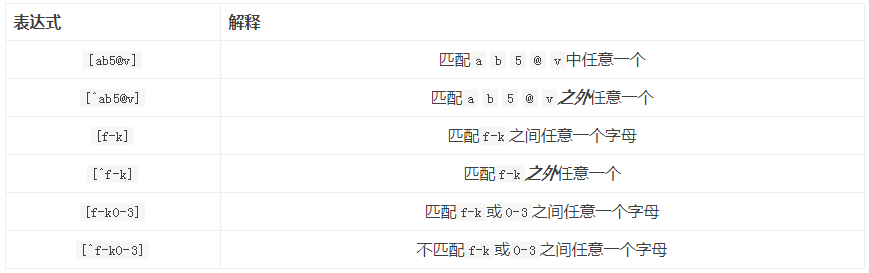 表达式 解释
[ab5@v] 匹配 a b 5 @ v 中任意一个
[^ab5@v] 匹配 a b 5 @ v 之外任意一个
[f-k] 匹配 f-k 之间任意一个字母
[^f-k] 匹配 f-k 之外任意一个
[f-k0-3] 匹配 f-k 或 0-3 之间任意一个字母
[^f-k0-3] 不匹配 f-k 或 0-3 之间任意一个字母